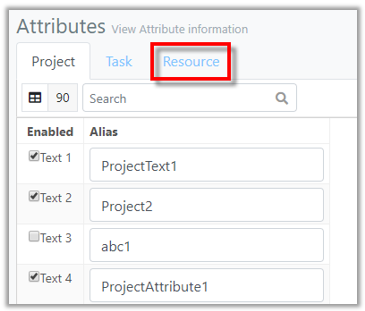 Attributes View Attribute information
Project Task Resource
90 Search
Enabled Alias
Text 1 ProjectText1
Text 2 Project2
Text 3 abc1
Text 4 ProjectAttribute1